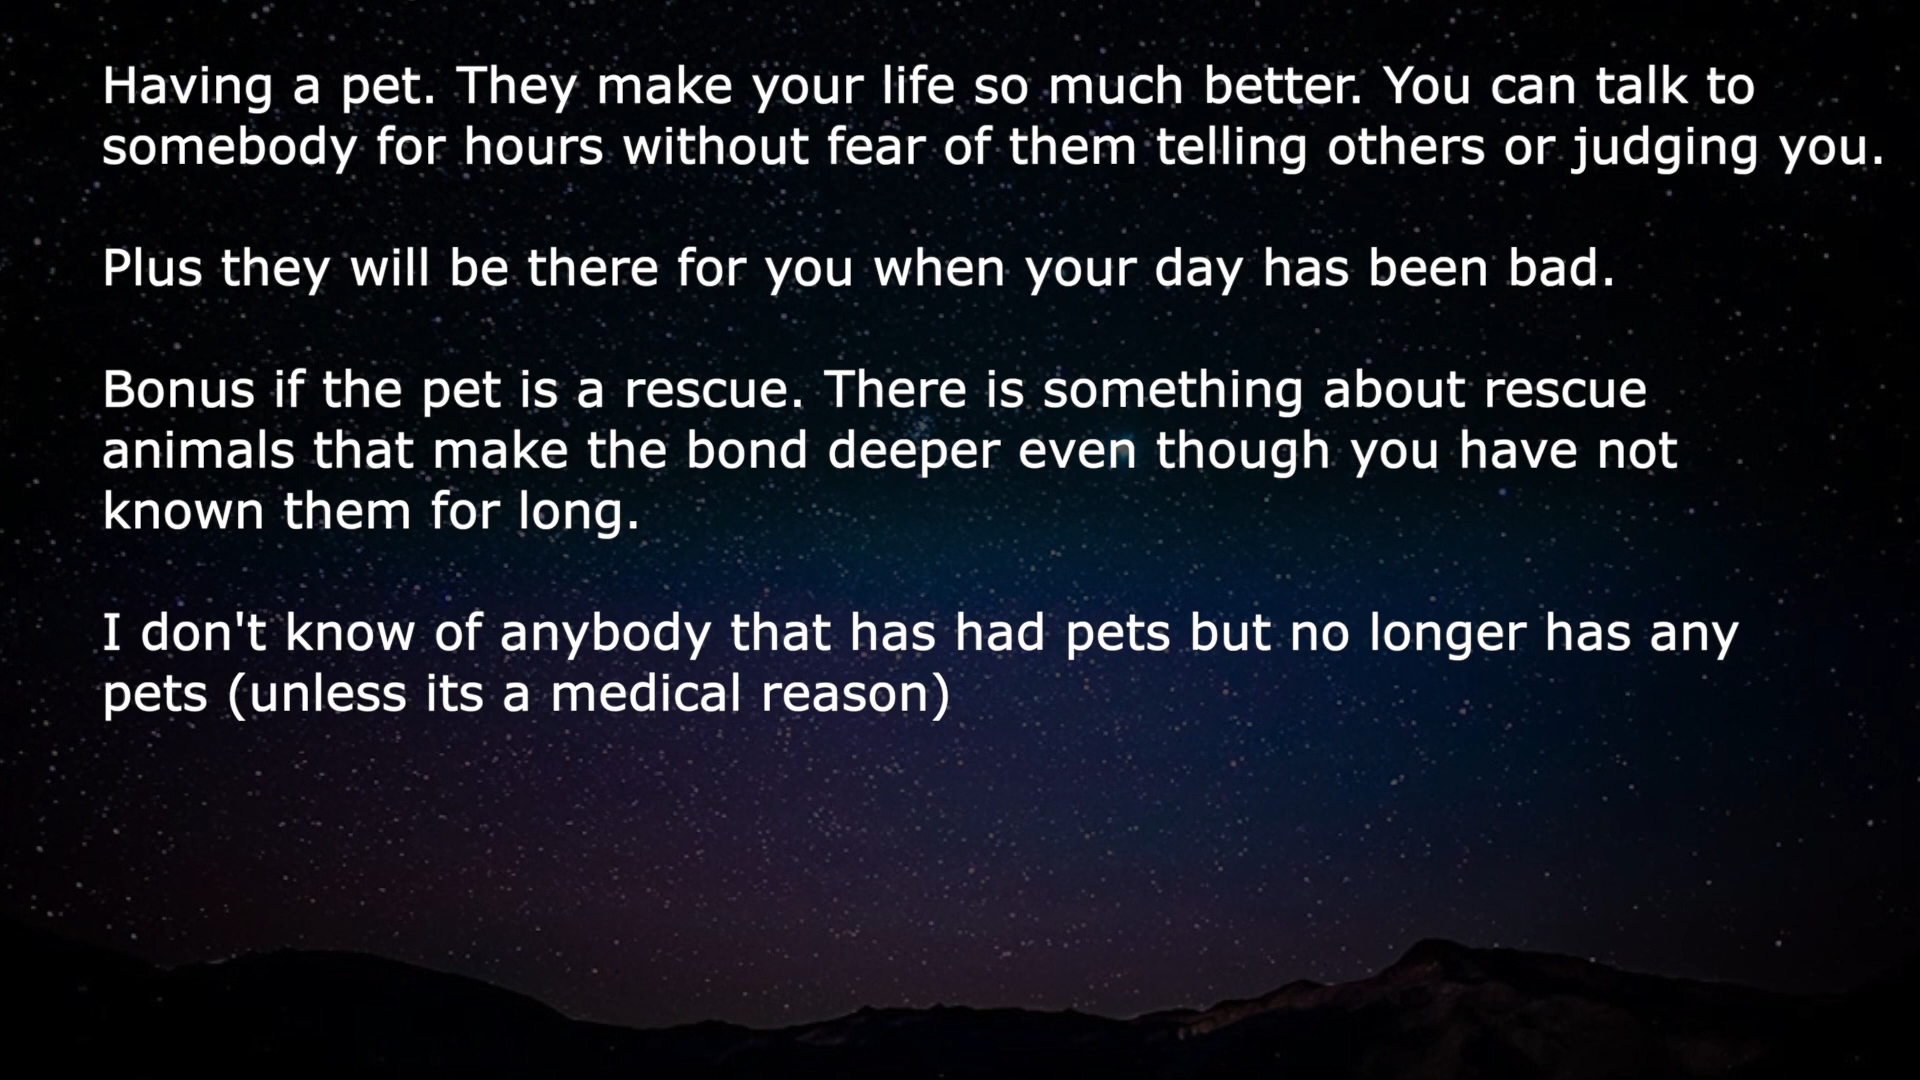 Having a pet. They make your life so much better. You can talk to
somebody for hours without fear of them telling others or judging you.
Plus they will be there for you when your day has been bad.
Bonus if the pet is a rescue. There is something about rescue
animals that make the bond deeper even though you have not
known them for long.
I don't know of anybody that has had pets but no longer has any
pets (unless its a medical reason)